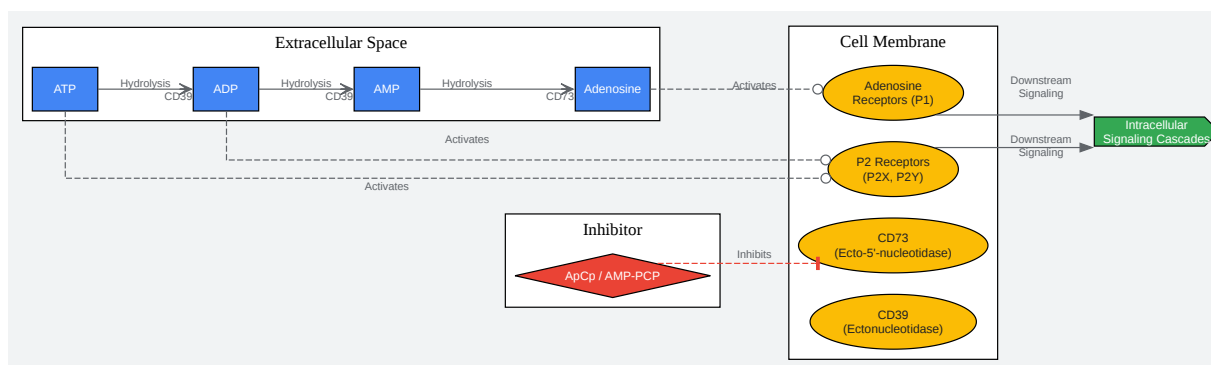 Extracellular Space
Cell Membrane
ATP
Hydrolysis
CD39
ADP
Hydrolysis
CD39
AMP
Hydrolysis
CD73
Adenosine
Activates
Adenosine
Receptors (P1)
Downstream
Signaling
Intracellular
Signaling Cascades
Activates
Downstream
Signaling
P2 Receptors
(P2X, P2Y)
Activates
Inhibitor
ApCp / AMP-PCP
Inhibits
CD73
(Ecto-5'-nucleotidase)
CD39
(Ectonucleotidase)